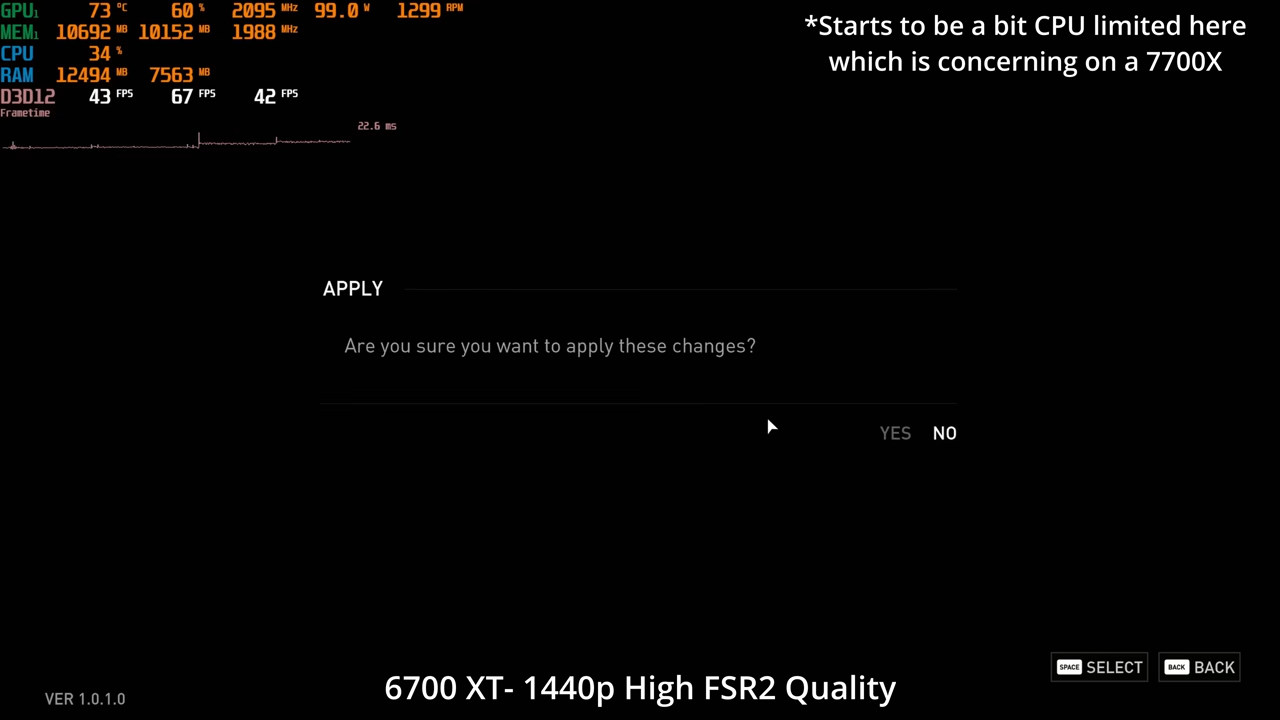 GPU1 73 °C 60 % 2095 MHz 99.0 W 1299 RPM
MEM1 10692 MB 10152 MB 1988 MHz
CPU 34 %
RAM 12494 MB 7563 MB
D3D12 43 FPS 67 FPS 42 FPS
Frametime
22.6 ms
*Starts to be a bit CPU limited here
which is concerning on a 7700X
APPLY
Are you sure you want to apply these changes?
YES NO
SPACE SELECT BACK BACK
6700 XT- 1440p High FSR2 Quality
VER 1.0.1.0